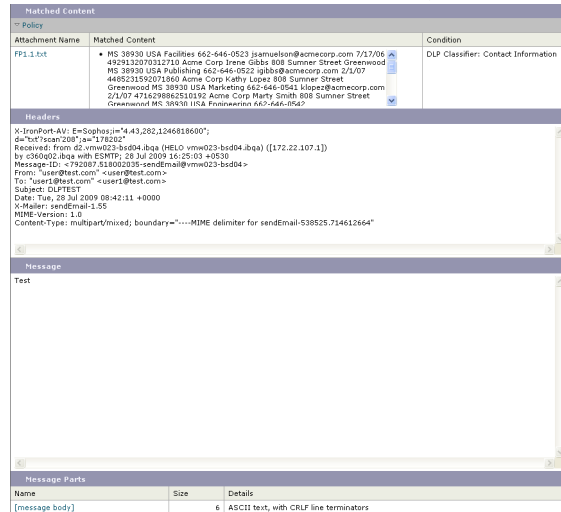 Matched Content
Policy
Attachment Name Matched Content Condition
FP1.1.txt
• MS 38930 USA Facilities 662-646-0523 jsamuelson@acmecorp.com 7/17/06
4929132070312710 Acme Corp Irene Gibbs 808 Sumner Street Greenwood
MS 38930 USA Publishing 662-646-0522 igibbs@acmecorp.com 2/1/07
4485231592071860 Acme Corp Kathy Lopez 808 Sumner Street
Greenwood MS 38930 USA Marketing 662-646-0541 klopez@acmecorp.com
2/1/07 4716298862510192 Acme Corp Marty Smith 808 Sumner Street
Greenwood MS 38930 USA Engineering 662-646-0542
DLP Classifier: Contact Information
Headers
X-IronPort-AV: E=Sophos;i="4.43,282,1246818600";
d="txt'?scan'208";a="178202"
Received: from d2.vmw023-bsd04.ibqa (HELO vmw023-bsd04.ibqa) ([172.22.107.1])
by c360q02.ibqa with ESMTP; 28 Jul 2009 16:25:03 +0530
Message-ID: <792087.518002035-sendEmail@vmw023-bsd04>
From: "user@test.com" <user@test.com>
To: "user1@test.com" <user1@test.com>
Subject: DLPTEST
Date: Tue, 28 Jul 2009 08:42:11 +0000
X-Mailer: sendEmail-1.55
MIME-Version: 1.0
Content-Type: multipart/mixed; boundary="----MIME delimiter for sendEmail-538525.714612664"
Message
Test
Message Parts
Name Size Details
[message body] 6 ASCII text, with CRLF line terminators